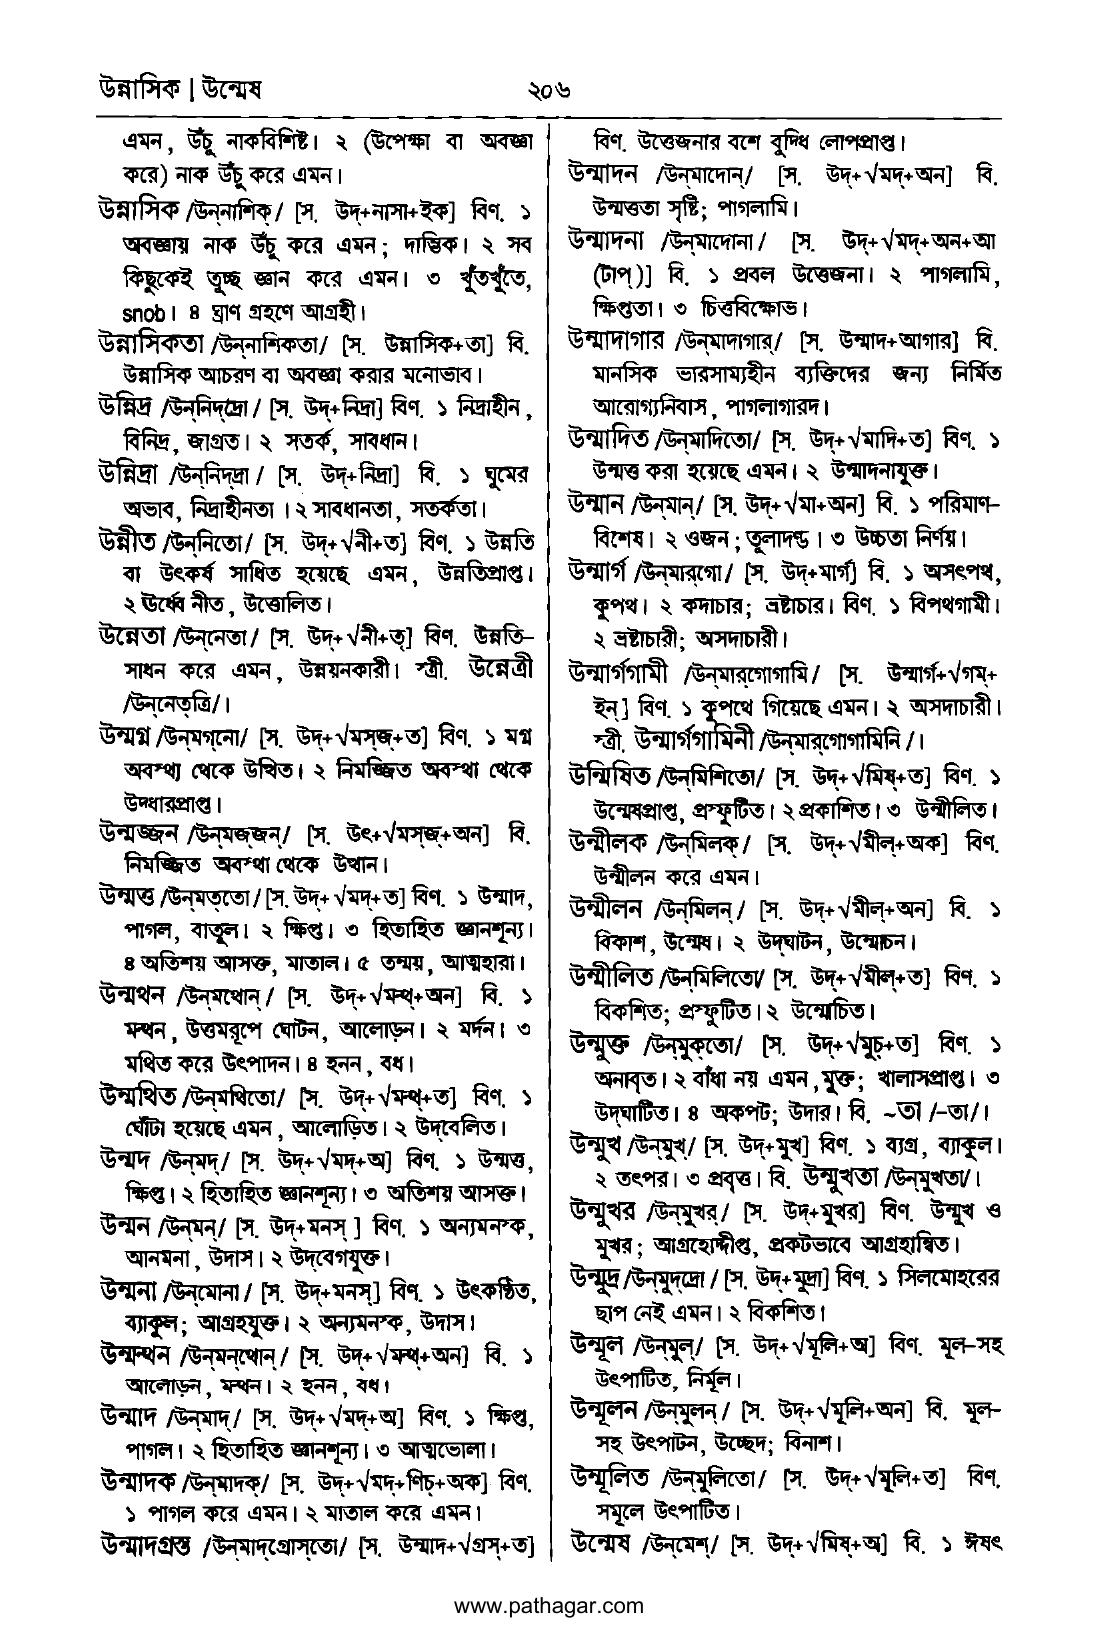 উন্নাসিক | উন্মেষ
২০৬
এমন, উঁচু নাকবিশিষ্ট। ২ (উপেক্ষা বা অবজ্ঞা
করে) নাক উঁচু করে এমন।
উন্নাসিক /উন্‌নাশিক্‌/ [স. উদ্‌+নাসা+ইক] বিণ. ১
অবজ্ঞায় নাক উঁচু করে এমন; দাম্ভিক। ২ সব
কিছুকেই তুচ্ছ জ্ঞান করে এমন। ৩ খুঁতখুঁতে,
snob। ৪ ঘ্রাণ গ্রহণে আগ্রহী।
উন্নাসিকতা /উন্‌নাশিকতা/ [স. উন্নাসিক+তা] বি.
উন্নাসিক আচরণ বা অবজ্ঞা করার মনোভাব।
উন্নিদ্র /উন্‌নিদ্‌দ্রো/ [স. উদ্‌+নিদ্রা] বিণ. ১ নিদ্রাহীন,
বিনিদ্র, জাগ্রত। ২ সতর্ক, সাবধান।
উন্নিদ্রা /উন্‌নিদ্‌দ্রা/ [স. উদ্‌+নিদ্রা] বি. ১ ঘুমের
অভাব, নিদ্রাহীনতা। ২ সাবধানতা, সতর্কতা।
উন্নীত /উন্‌নিতো/ [স. উদ্‌+√নী+ত] বিণ. ১ উন্নতি
বা উৎকর্ষ সাধিত হয়েছে এমন, উন্নতিপ্রাপ্ত।
২ ঊর্ধ্বে নীত, উত্তোলিত।
উন্নেতা /উন্‌নেতা/ [স. উদ্‌+√নী+তৃ] বিণ. উন্নতি-
সাধন করে এমন, উন্নয়নকারী। স্ত্রী. উন্নেত্রী
/উন্‌নেত্‌ত্রি/।
উন্মগ্ন /উন্‌মগ্‌নো/ [স. উদ্‌+√মস্‌জ্‌+ত] বিণ. ১ মগ্ন
অবস্থা থেকে উত্থিত। ২ নিমজ্জিত অবস্থা থেকে
উদ্ধারপ্রাপ্ত।
উন্মজ্জন /উন্‌মজ্‌জন্‌/ [স. উৎ+√মস্‌জ্‌+অন] বি.
নিমজ্জিত অবস্থা থেকে উত্থান।
উন্মত্ত /উন্‌মত্‌তো/ [স. উদ্‌+√মদ্‌+ত] বিণ. ১ উন্মাদ,
পাগল, বাতুল। ২ ক্ষিপ্ত। ৩ হিতাহিত জ্ঞানশূন্য।
৪ অতিশয় আসক্ত, মাতাল। ৫ তন্ময়, আত্মহারা।
উন্মথন /উন্‌মথোন্‌/ [স. উদ্‌+√মন্থ্‌+অন] বি. ১
মন্থন, উত্তমরূপে ঘোটন, আলোড়ন। ২ মর্দন। ৩
মথিত করে উৎপাদন। ৪ হনন, বধ।
উন্মথিত /উন্‌মথিতো/ [স. উদ্‌+√মন্থ্‌+ত] বিণ. ১
ঘোঁটা হয়েছে এমন, আলোড়িত। ২ উদ্‌বেলিত।
উন্মদ /উন্‌মদ্‌/ [স. উদ্‌+√মদ্‌+অ] বিণ. ১ উন্মত্ত,
ক্ষিপ্ত। ২ হিতাহিত জ্ঞানশূন্য। ৩ অতিশয় আসক্ত।
উন্মন /উন্‌মন্‌/ [স. উদ্‌+মনস্‌ ] বিণ. ১ অন্যমনস্ক,
আনমনা, উদাস। ২ উদ্‌বেগযুক্ত।
উন্মনা /উন্‌মোনা/ [স. উদ্‌+মনস্‌] বিণ. ১ উৎকণ্ঠিত,
ব্যাকুল; আগ্রহযুক্ত। ২ অন্যমনস্ক, উদাস।
উন্মন্থন /উন্‌মন্‌থোন্‌/ [স. উদ্‌+√মন্থ্‌+অন] বি. ১
আলোড়ন, মন্থন। ২ হনন, বধ।
উন্মাদ /উন্‌মাদ্‌/ [স. উদ্‌+√মদ্‌+অ] বিণ. ১ ক্ষিপ্ত,
পাগল। ২ হিতাহিত জ্ঞানশূন্য। ৩ আত্মভোলা।
উন্মাদক /উন্‌মাদক্‌/ [স. উদ্‌+√মদ্‌+ণিচ্‌+অক] বিণ.
১ পাগল করে এমন। ২ মাতাল করে এমন।
উন্মাদগ্রস্ত /উন্‌মাদ্‌গ্রোস্‌তো/ [স. উন্মাদ+√গ্রস্‌+ত]
বিণ. উত্তেজনার বশে বুদ্ধি লোপপ্রাপ্ত।
উন্মাদন /উন্‌মাদোন্‌/ [স. উদ্‌+√মদ্‌+অন] বি.
উন্মত্ততা সৃষ্টি; পাগলামি।
উন্মাদনা /উন্‌মাদোনা/ [স. উদ্‌+√মদ্‌+অন+আ
(টাপ্‌)] বি. ১ প্রবল উত্তেজনা। ২ পাগলামি,
ক্ষিপ্ততা। ৩ চিত্তবিক্ষোভ।
উন্মাদাগার /উন্‌মাদাগার্‌/ [স. উন্মাদ+আগার] বি.
মানসিক ভারসাম্যহীন ব্যক্তিদের জন্য নির্মিত
আরোগ্যনিবাস, পাগলাগারদ।
উন্মাদিত /উন্‌মাদিতো/ [স. উদ্‌+√মাদি+ত] বিণ. ১
উন্মত্ত করা হয়েছে এমন। ২ উন্মাদনাযুক্ত।
উন্মান /উন্‌মান্‌/ [স. উদ্‌+√মা+অন] বি. ১ পরিমাণ-
বিশেষ। ২ ওজন; তূলাদণ্ড। ৩ উচ্চতা নির্ণয়।
উন্মার্গ /উন্‌মার্‌গো/ [স. উদ্‌+মার্গ] বি. ১ অসৎপথ,
কুপথ। ২ কদাচার; ভ্রষ্টাচার। বিণ. ১ বিপথগামী।
২ ভ্রষ্টাচারী; অসদাচারী।
উন্মার্গগামী /উন্‌মার্‌গোগামি/ [স. উন্মার্গ+√গম্‌+
ইন্‌] বিণ. ১ কুপথে গিয়েছে এমন। ২ অসদাচারী।
স্ত্রী. উন্মার্গগামিনী /উন্‌মার্‌গোগামিনি/।
উন্মিষিত /উন্‌মিশিতো/ [স. উদ্‌+√মিষ্‌+ত] বিণ. ১
উন্মেষপ্রাপ্ত, প্রস্ফুটিত। ২ প্রকাশিত। ৩ উন্মীলিত।
উন্মীলক /উন্‌মিলক্‌/ [স. উদ্‌+√মীল্‌+অক] বিণ.
উন্মীলন করে এমন।
উন্মীলন /উন্‌মিলন্‌/ [স. উদ্‌+√মীল্‌+অন] বি. ১
বিকাশ, উন্মেষ। ২ উদ্‌ঘাটন, উন্মোচন।
উন্মীলিত /উন্‌মিলিতো/ [স. উদ্‌+√মীল্‌+ত] বিণ. ১
বিকশিত; প্রস্ফুটিত। ২ উন্মোচিত।
উন্মুক্ত /উন্‌মুক্‌তো/ [স. উদ্‌+√মুচ্‌+ত] বিণ. ১
অনাবৃত। ২ বাঁধা নয় এমন, মুক্ত; খালাসপ্রাপ্ত। ৩
উদ্‌ঘাটিত। ৪ অকপট; উদার। বি. ~তা /-তা/।
উন্মুখ /উন্‌মুখ্‌/ [স. উদ্‌+মুখ] বিণ. ১ ব্যগ্র, ব্যাকুল।
২ তৎপর। ৩ প্রবৃত্ত। বি. উন্মুখতা /উন্‌মুখতা/।
উন্মুখর /উন্‌মুখর্‌/ [স. উদ্‌+মুখর] বিণ. উন্মুখ ও
মুখর; আগ্রহোদ্দীপ্ত, প্রকটভাবে আগ্রহান্বিত।
উন্মুদ্র /উন্‌মুদ্‌দ্রো/ [স. উদ্‌+মুদ্রা] বিণ. ১ সিলমোহরের
ছাপ নেই এমন। ২ বিকশিত।
উন্মূল /উন্‌মুল্‌/ [স. উদ্‌+√মূলি+অ] বিণ. মূল-সহ
উৎপাটিত, নির্মূল।
উন্মূলন /উন্‌মুলন্‌/ [স. উদ্‌+√মূলি+অন] বি. মূল-
সহ উৎপাটন, উচ্ছেদ; বিনাশ।
উন্মূলিত /উন্‌মুলিতো/ [স. উদ্‌+√মূলি+ত] বিণ.
সমূলে উৎপাটিত।
উন্মেষ /উন্‌মেশ্‌/ [স. উদ্‌+√মিষ্‌+অ] বি. ১ ঈষৎ
www.pathagar.com